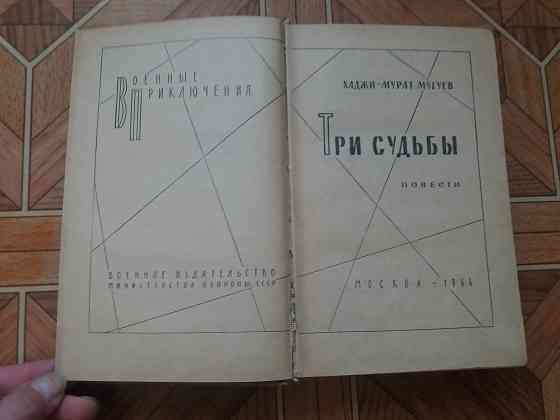 Военные
Приключения
ВОЕННОЕ ИЗДАТЕЛЬСТВО
МИНИСТЕРСТВА ОБОРОНЫ СССР
ХАДЖИ-МУРАТ МУГУЕВ
ТРИ СУДЬБЫ
ПОВЕСТИ
МОСКВА - 1964